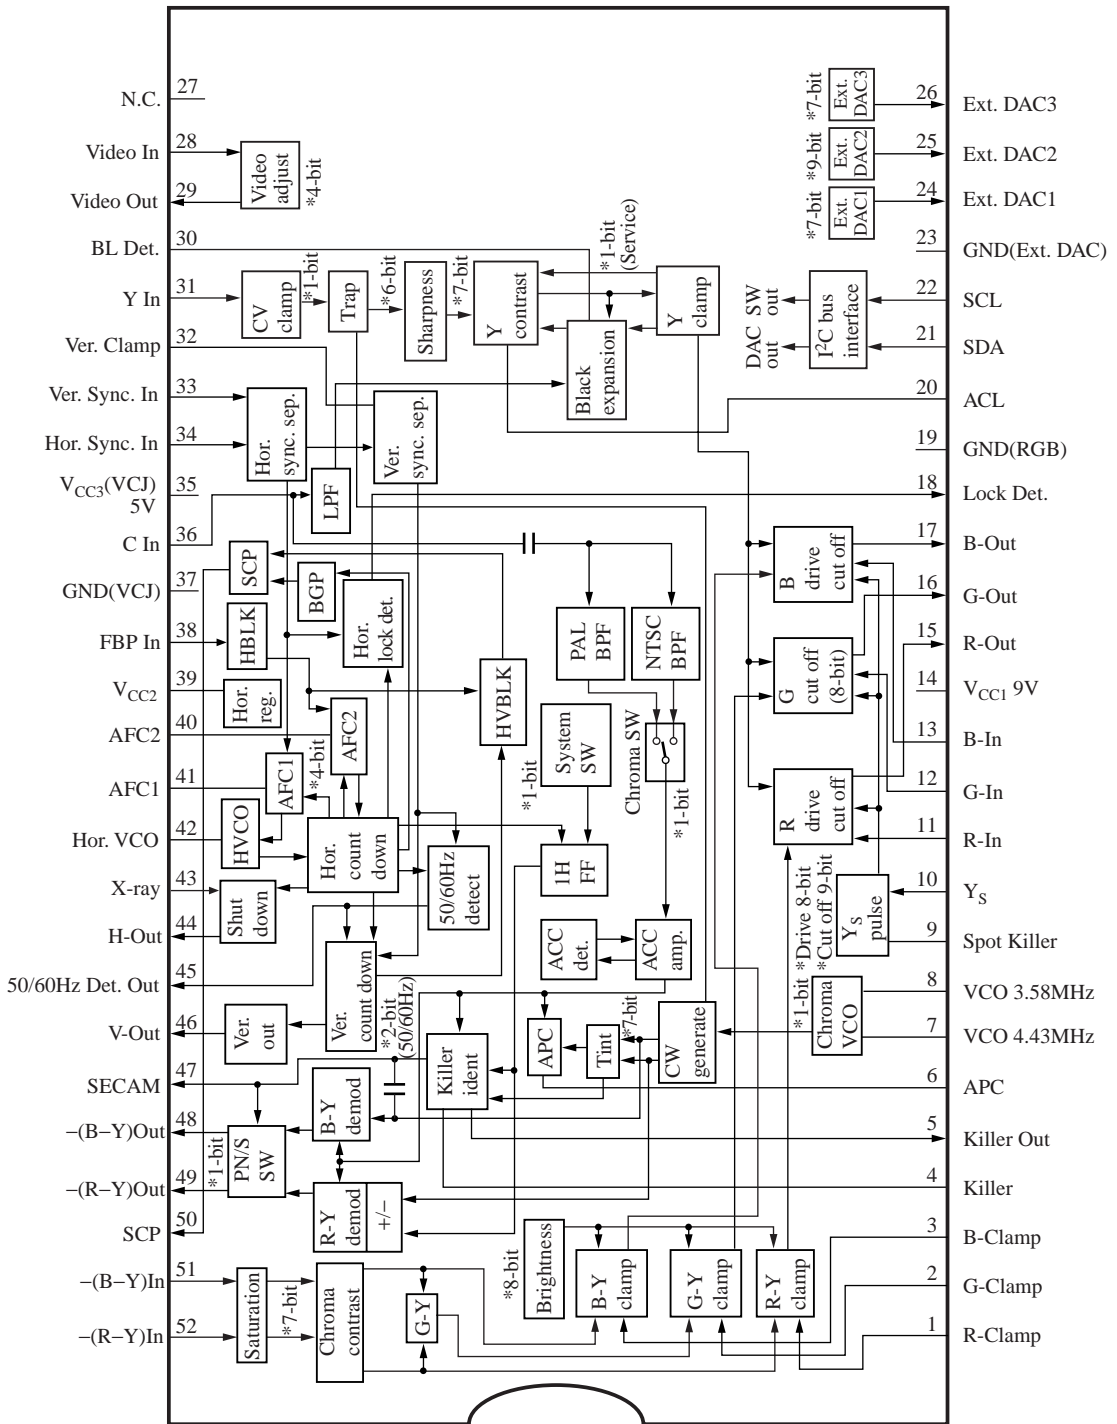 N.C.
27
Video In
28
Video Out
29
BL Det.
30
Y In
31
Ver. Clamp
32
Ver. Sync. In
33
Hor. Sync. In
34
VCC3(VCJ)
5V
35
C In
36
GND(VCJ)
37
FBP In
38
VCC2
39
AFC2
40
AFC1
41
Hor. VCO
42
X-ray
43
H-Out
44
50/60Hz Det. Out
45
V-Out
46
SECAM
47
−(B−Y)Out
48
−(R−Y)Out
49
SCP
50
−(B−Y)In
51
−(R−Y)In
52
Video
adjust
*4-bit
CV
clamp
*1-bit
Trap
*6-bit
Sharpness
*7-bit
Y
contrast
*1-bit
(Service)
Y
clamp
Black
expansion
Hor.
sync. sep.
Ver.
sync. sep.
LPF
SCP
BGP
HBLK
Hor.
lock det.
Hor.
reg.
AFC2
AFC1
*4-bit
HVBLK
PAL
BPF
NTSC
BPF
System
SW
*1-bit
Chroma SW
*1-bit
HVCO
Hor.
count
down
50/60Hz
detect
1H
FF
Shut
down
Ver.
count down
*2-bit
(50/60Hz)
ACC
det.
ACC
amp.
Ver.
out
Killer
ident
APC
Tint
*7-bit
CW
generate
B-Y
demod
PN/S
SW
*1-bit
R-Y
demod
+/−
Saturation
*7-bit
Chroma
contrast
G-Y
*8-bit
Brightness
B-Y
clamp
G-Y
clamp
R-Y
clamp
*7-bit
Ext.
DAC3
*9-bit
Ext.
DAC2
*7-bit
Ext.
DAC1
DAC SW
out out
I2C bus
interface
B
drive
cut off
G
cut off
(8-bit)
R
drive
cut off
*Drive 8-bit
*Cut off 9-bit
YS
pulse
*1-bit
Chroma
VCO
26
Ext. DAC3
25
Ext. DAC2
24
Ext. DAC1
23
GND(Ext. DAC)
22
SCL
21
SDA
20
ACL
19
GND(RGB)
18
Lock Det.
17
B-Out
16
G-Out
15
R-Out
14
VCC1 9V
13
B-In
12
G-In
11
R-In
10
YS
9
Spot Killer
8
VCO 3.58MHz
7
VCO 4.43MHz
6
APC
5
Killer Out
4
Killer
3
B-Clamp
2
G-Clamp
1
R-Clamp